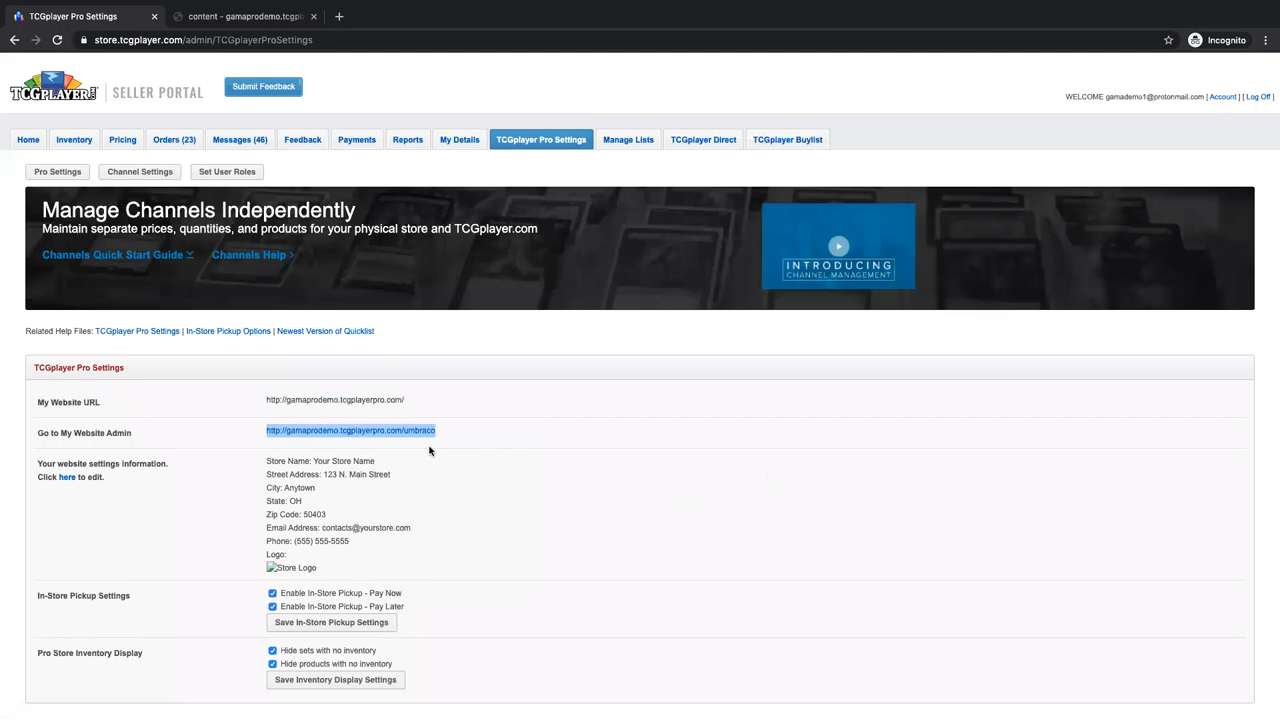 TCGplayer Pro Settings
content - gamaprodemo.tcgpl
store.tcgplayer.com/admin/TCGplayerProSettings
Incognito
TCGPLAYER
SELLER PORTAL
Submit Feedback
WELCOME gamademo1@protonmail.com [ Account ] [ Log Off ]
Home
Inventory
Pricing
Orders (23)
Messages (46)
Feedback
Payments
Reports
My Details
TCGplayer Pro Settings
Manage Lists
TCGplayer Direct
TCGplayer Buylist
Pro Settings
Channel Settings
Set User Roles
Manage Channels Independently
Maintain separate prices, quantities, and products for your physical store and TCGplayer.com
Channels Quick Start Guide
Channels Help
INTRODUCING
CHANNEL MANAGEMENT
Related Help Files: TCGplayer Pro Settings | In-Store Pickup Options | Newest Version of Quicklist
TCGplayer Pro Settings
My Website URL
http://gamaprodemo.tcgplayerpro.com/
Go to My Website Admin
http://gamaprodemo.tcgplayerpro.com/umbraco
Your website settings information.
Click here to edit.
Store Name: Your Store Name
Street Address: 123 N. Main Street
City: Anytown
State: OH
Zip Code: 50403
Email Address: contacts@yourstore.com
Phone: (555) 555-5555
Logo:
Store Logo
In-Store Pickup Settings
Enable In-Store Pickup - Pay Now
Enable In-Store Pickup - Pay Later
Save In-Store Pickup Settings
Pro Store Inventory Display
Hide sets with no inventory
Hide products with no inventory
Save Inventory Display Settings